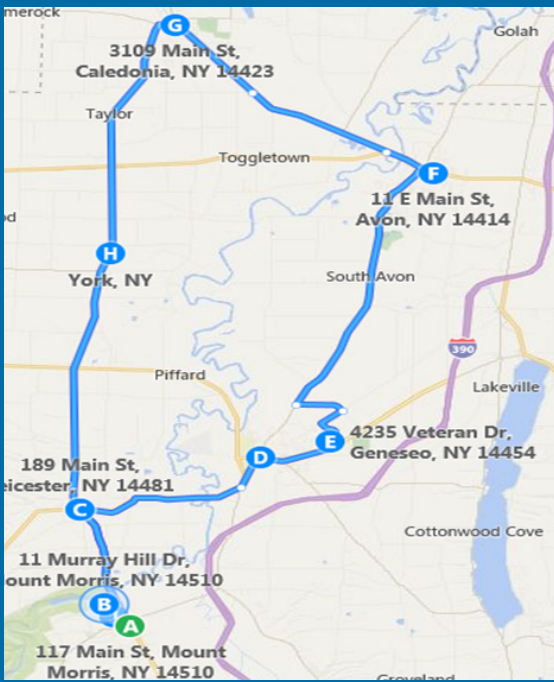 merock
Golah
G
3109 Main St,
Caledonia, NY 14423
Taylor
Toggletown
F
11 E Main St,
Avon, NY 14414
od
H
York, NY
South Avon
390
Piffard
Lakeville
E
4235 Veteran Dr,
Geneseo, NY 14454
D
189 Main St,
eicester, NY 14481
C
Cottonwood Cove
11 Murray Hill Dr,
ount Morris, NY 14510
B
A
117 Main St, Mount
Morris, NY 14510
Groveland